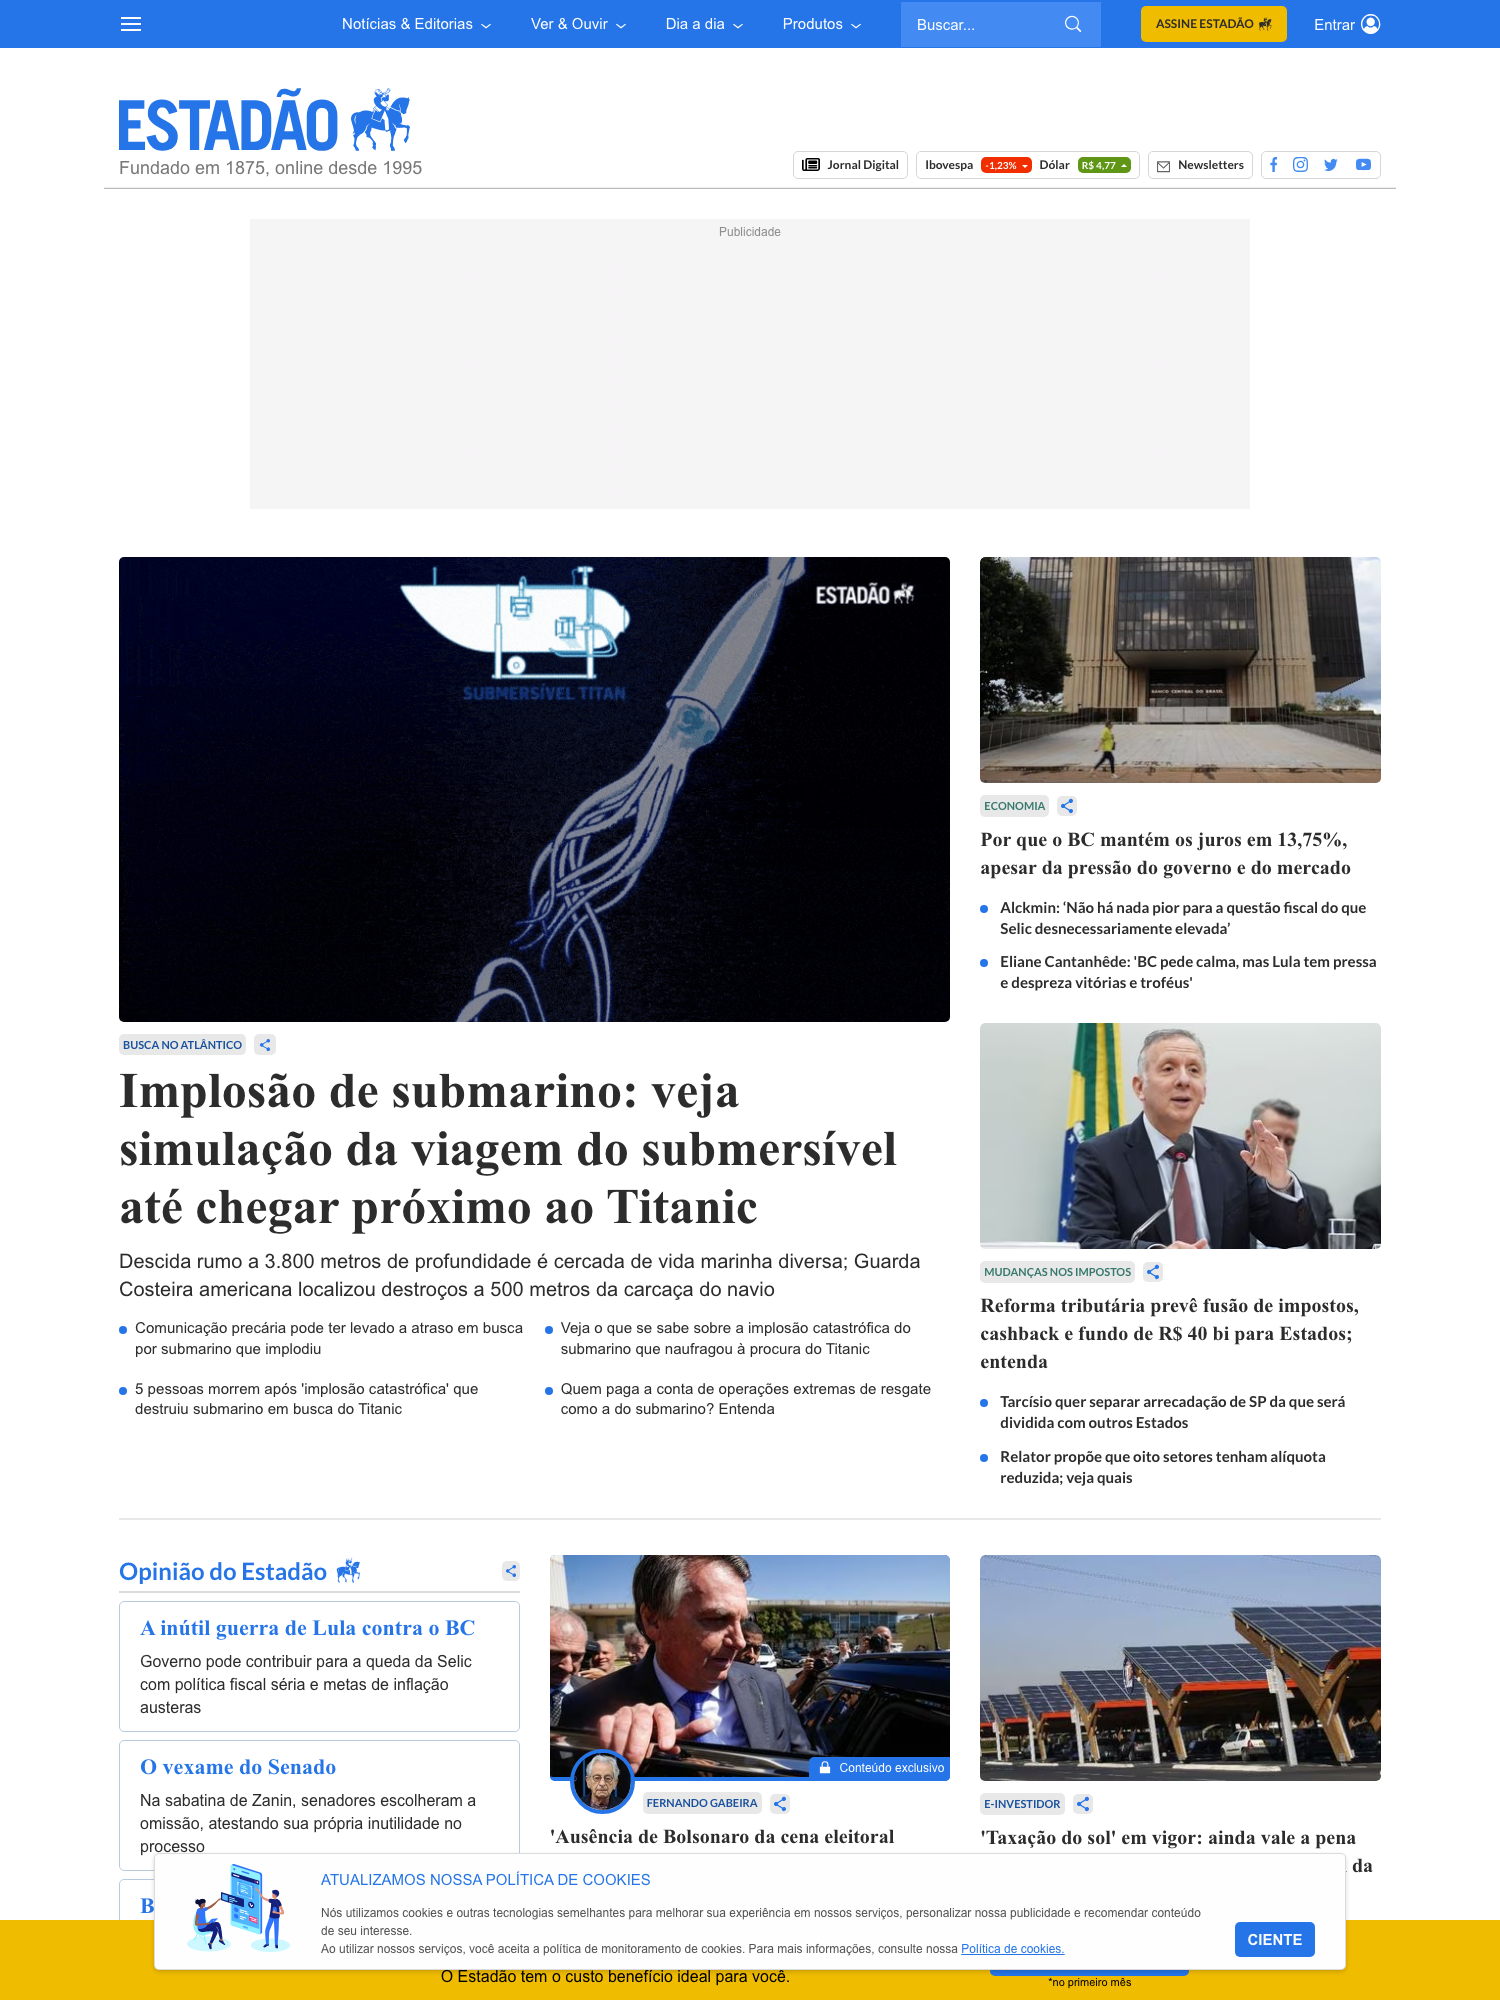 Notícias & Editorias
Ver & Ouvir
Dia a dia
Produtos
Buscar...
ASSINE ESTADÃO
Entrar
ESTADÃO
Fundado em 1875, online desde 1995
Jornal Digital
Ibovespa -1,23% Dólar R$ 4,77
Newsletters
Publicidade
ESTADÃO
SUBMERSÍVEL TITAN
BUSCA NO ATLÂNTICO
Implosão de submarino: veja
simulação da viagem do submersível
até chegar próximo ao Titanic
Descida rumo a 3.800 metros de profundidade é cercada de vida marinha diversa; Guarda
Costeira americana localizou destroços a 500 metros da carcaça do navio
Comunicação precária pode ter levado a atraso em busca
por submarino que implodiu
Veja o que se sabe sobre a implosão catastrófica do
submarino que naufragou à procura do Titanic
5 pessoas morrem após 'implosão catastrófica' que
destruiu submarino em busca do Titanic
Quem paga a conta de operações extremas de resgate
como a do submarino? Entenda
BANCO CENTRAL DO BRASIL
ECONOMIA
Por que o BC mantém os juros em 13,75%,
apesar da pressão do governo e do mercado
Alckmin: ‘Não há nada pior para a questão fiscal do que
Selic desnecessariamente elevada’
Eliane Cantanhêde: 'BC pede calma, mas Lula tem pressa
e despreza vitórias e troféus'
MUDANÇAS NOS IMPOSTOS
Reforma tributária prevê fusão de impostos,
cashback e fundo de R$ 40 bi para Estados;
entenda
Tarcísio quer separar arrecadação de SP da que será
dividida com outros Estados
Relator propõe que oito setores tenham alíquota
reduzida; veja quais
Opinião do Estadão
A inútil guerra de Lula contra o BC
Governo pode contribuir para a queda da Selic
com política fiscal séria e metas de inflação
austeras
O vexame do Senado
Na sabatina de Zanin, senadores escolheram a
omissão, atestando sua própria inutilidade no
processo
B
Conteúdo exclusivo
FERNANDO GABEIRA
'Ausência de Bolsonaro da cena eleitoral
E-INVESTIDOR
'Taxação do sol' em vigor: ainda vale a pena
da
ATUALIZAMOS NOSSA POLÍTICA DE COOKIES
Nós utilizamos cookies e outras tecnologias semelhantes para melhorar sua experiência em nossos serviços, personalizar nossa publicidade e recomendar conteúdo
de seu interesse.
Ao utilizar nossos serviços, você aceita a política de monitoramento de cookies. Para mais informações, consulte nossa Política de cookies.
CIENTE
O Estadão tem o custo benefício ideal para você.
*no primeiro mês